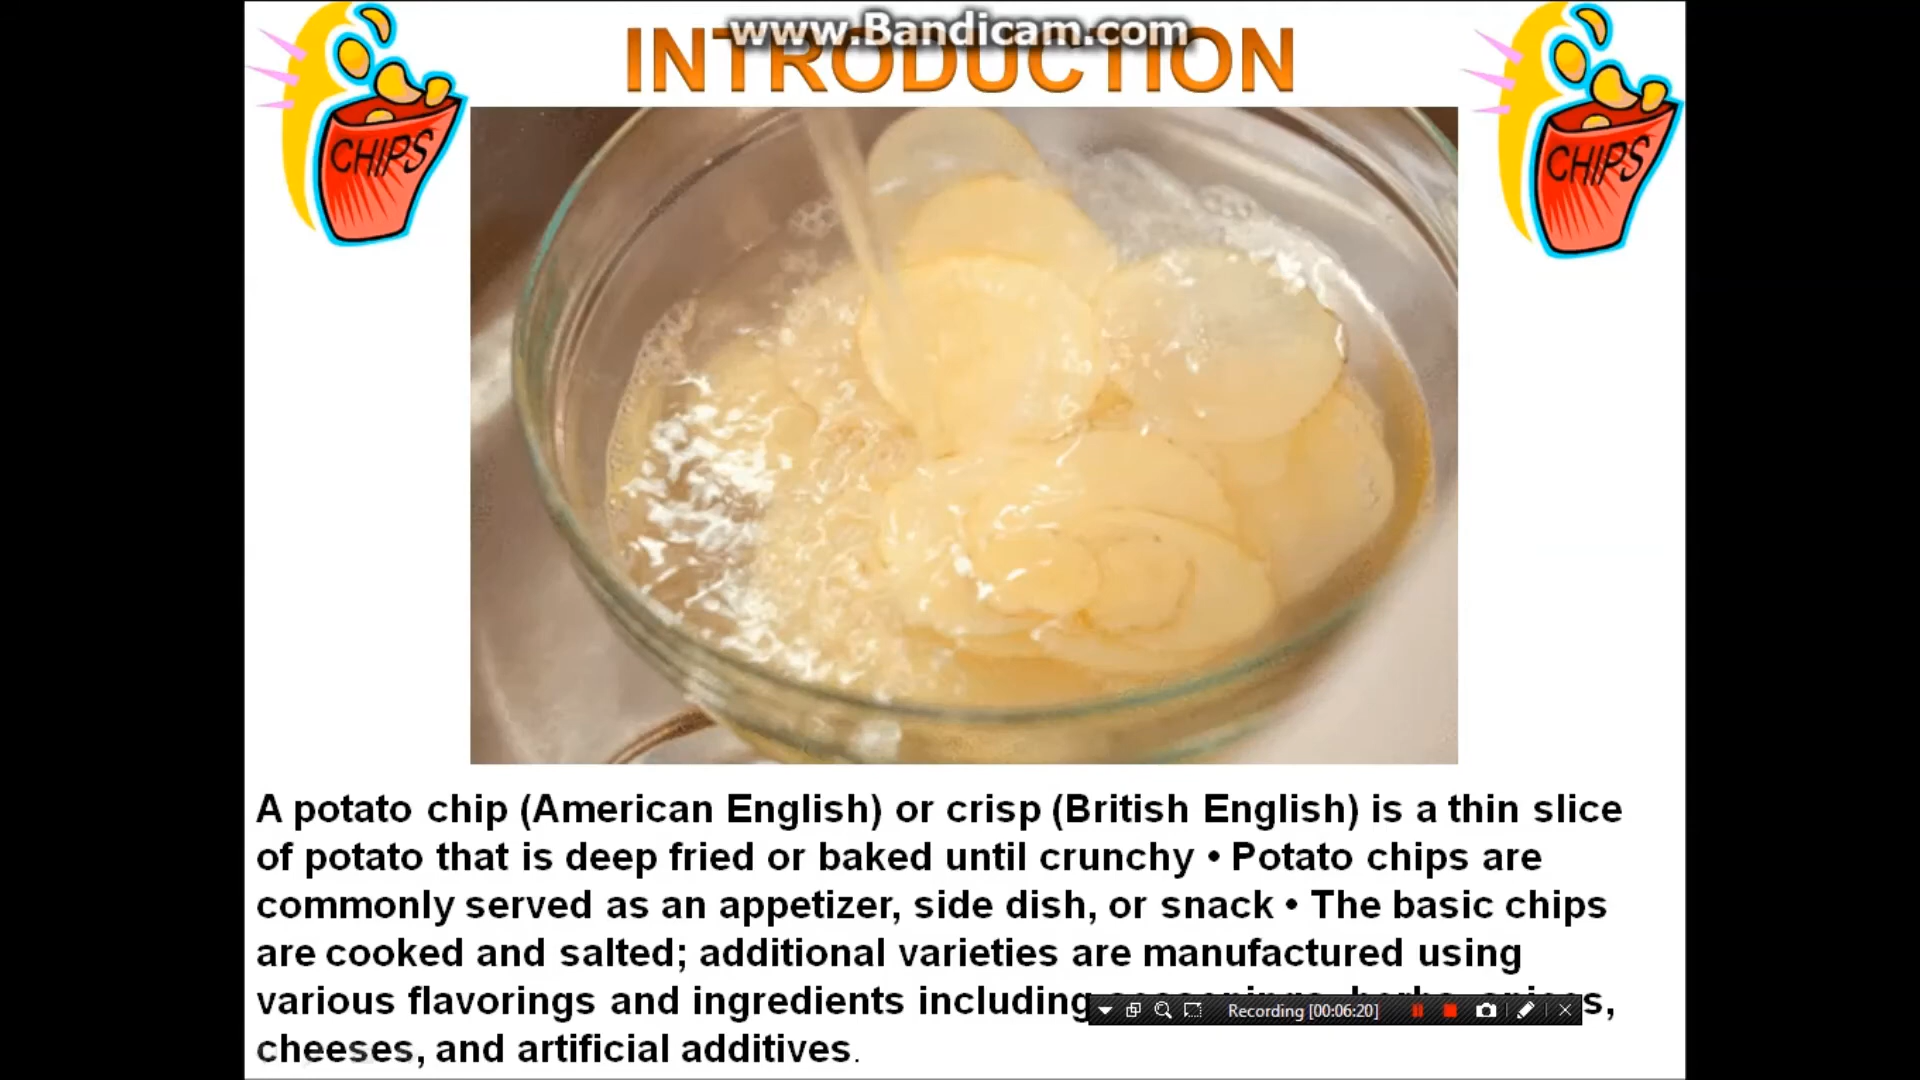 www.Bandicam.com
INTRODUCTION
CHIPS
CHIPS
A potato chip (American English) or crisp (British English) is a thin slice
of potato that is deep fried or baked until crunchy • Potato chips are
commonly served as an appetizer, side dish, or snack • The basic chips
are cooked and salted; additional varieties are manufactured using
various flavorings and ingredients including
cheeses, and artificial additives.
Recording [00:06:20]